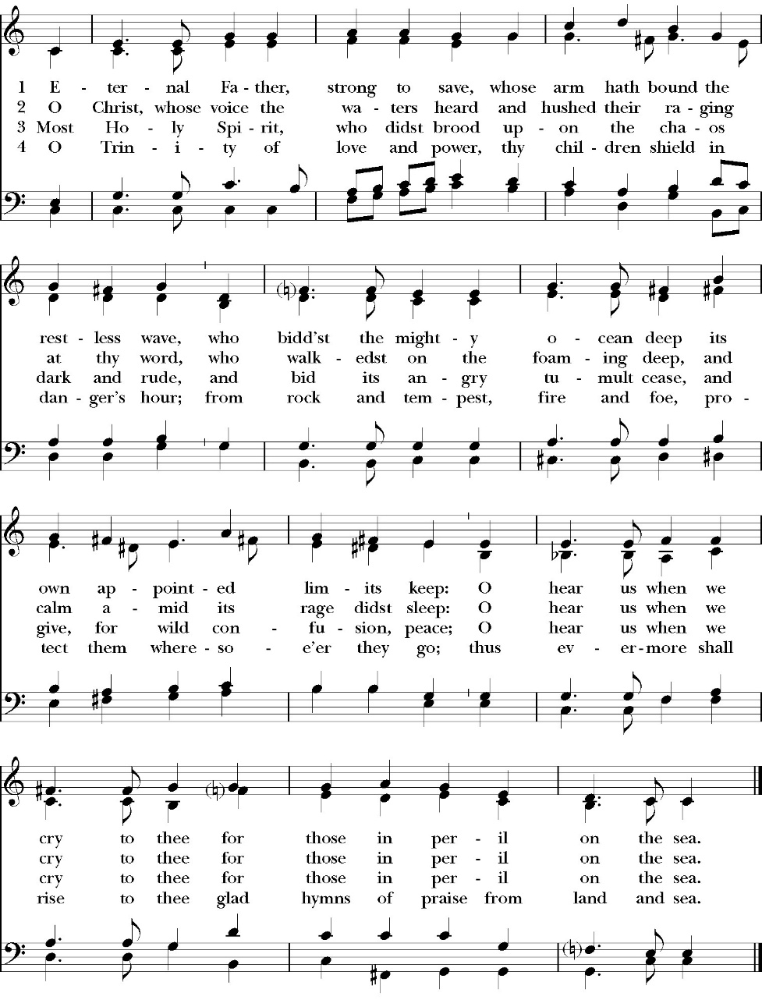 1 E - ter - nal Fa - ther, strong to save, whose arm hath bound the
2 O Christ, whose voice the wa - ters heard and hushed their ra - ging
3 Most Ho - ly Spi - rit, who didst brood up - on the cha - os
4 O Trin - i - ty of love and power, thy chil - dren shield in
rest - less wave, who bidd'st the might - y o - cean deep its
at thy word, who walk - edst on the foam - ing deep, and
dark and rude, and bid its an - gry tu - mult cease, and
dan - ger's hour; from rock and tem - pest, fire and foe, pro -
own ap - point - ed lim - its keep: O hear us when we
calm a - mid its rage didst sleep: O hear us when we
give, for wild con - fu - sion, peace; O hear us when we
tect them where - so - e'er they go; thus ev - er - more shall
cry to thee for those in per - il on the sea.
cry to thee for those in per - il on the sea.
cry to thee for those in per - il on the sea.
rise to thee glad hymns of praise from land and sea.